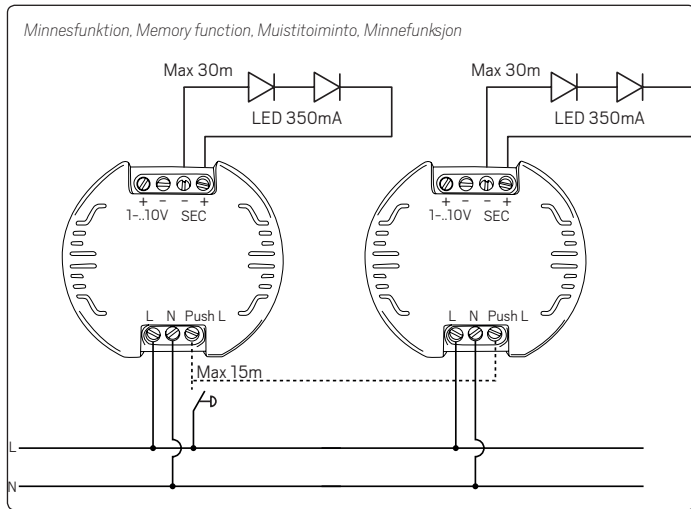 Minnesfunktion, Memory function, Muistitoiminto, Minnefunksjon
Max 30m
LED 350mA
+ − − +
1-..10V SEC
L N Push L
Max 30m
LED 350mA
+ − − +
1-..10V SEC
L N Push L
Max 15m
L
N